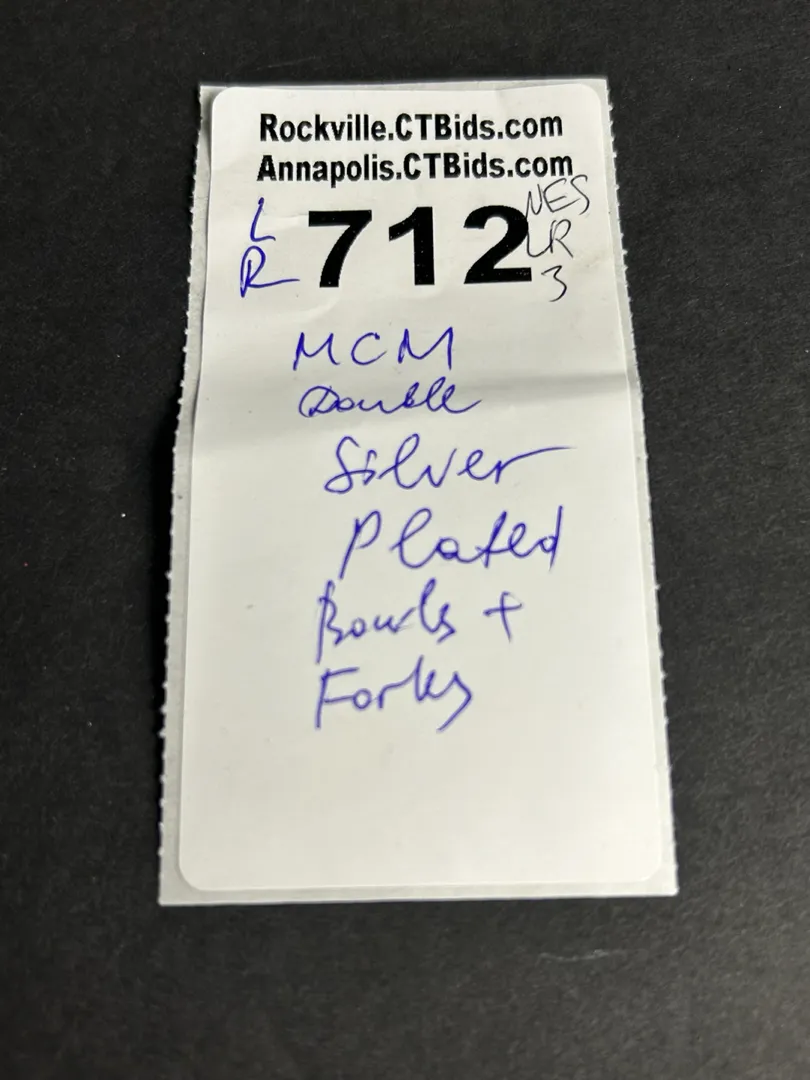 Rockville.CTBids.com
Annapolis.CTBids.com
L
R
712
NES
LR
3
MCM
Double
Silver
Plated
Bowls +
Forks